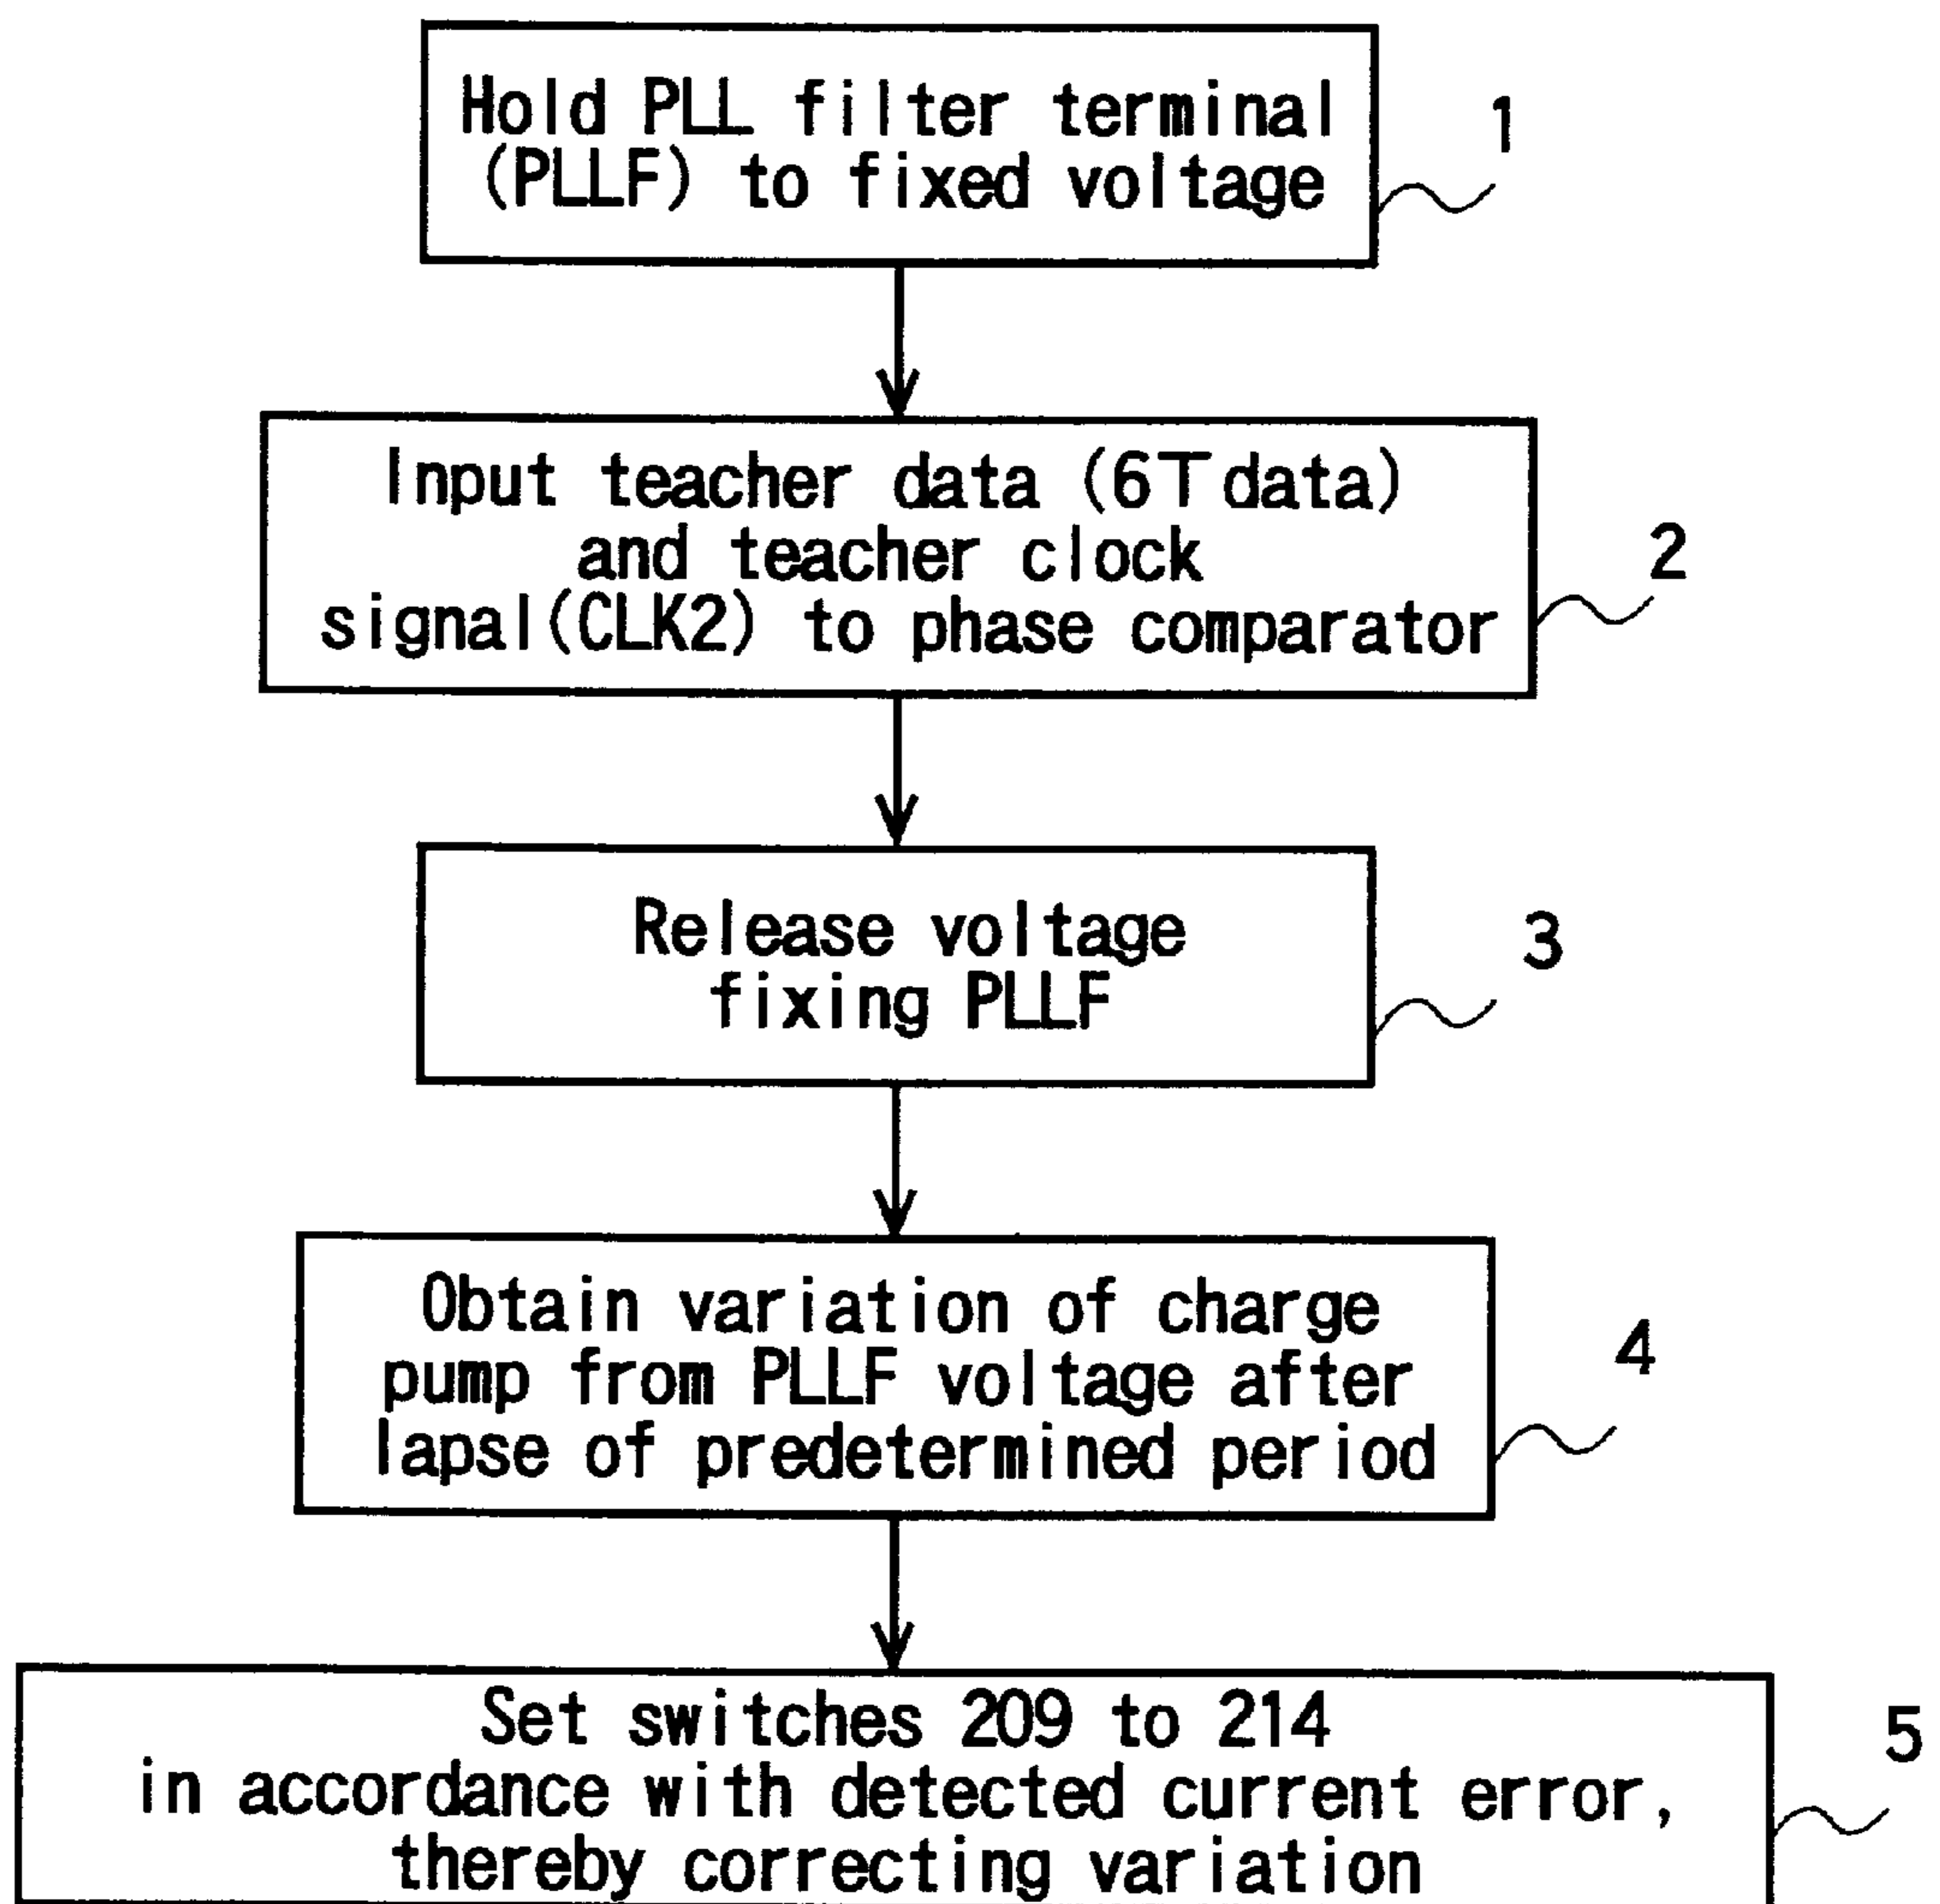 Hold PLL filter terminal
(PLLF) to fixed voltage
1
Input teacher data (6T data)
and teacher clock
signal(CLK2) to phase comparator
2
Release voltage
fixing PLLF
3
Obtain variation of charge
pump from PLLF voltage after
lapse of predetermined period
4
Set switches 209 to 214
in accordance with detected current error,
thereby correcting variation
5